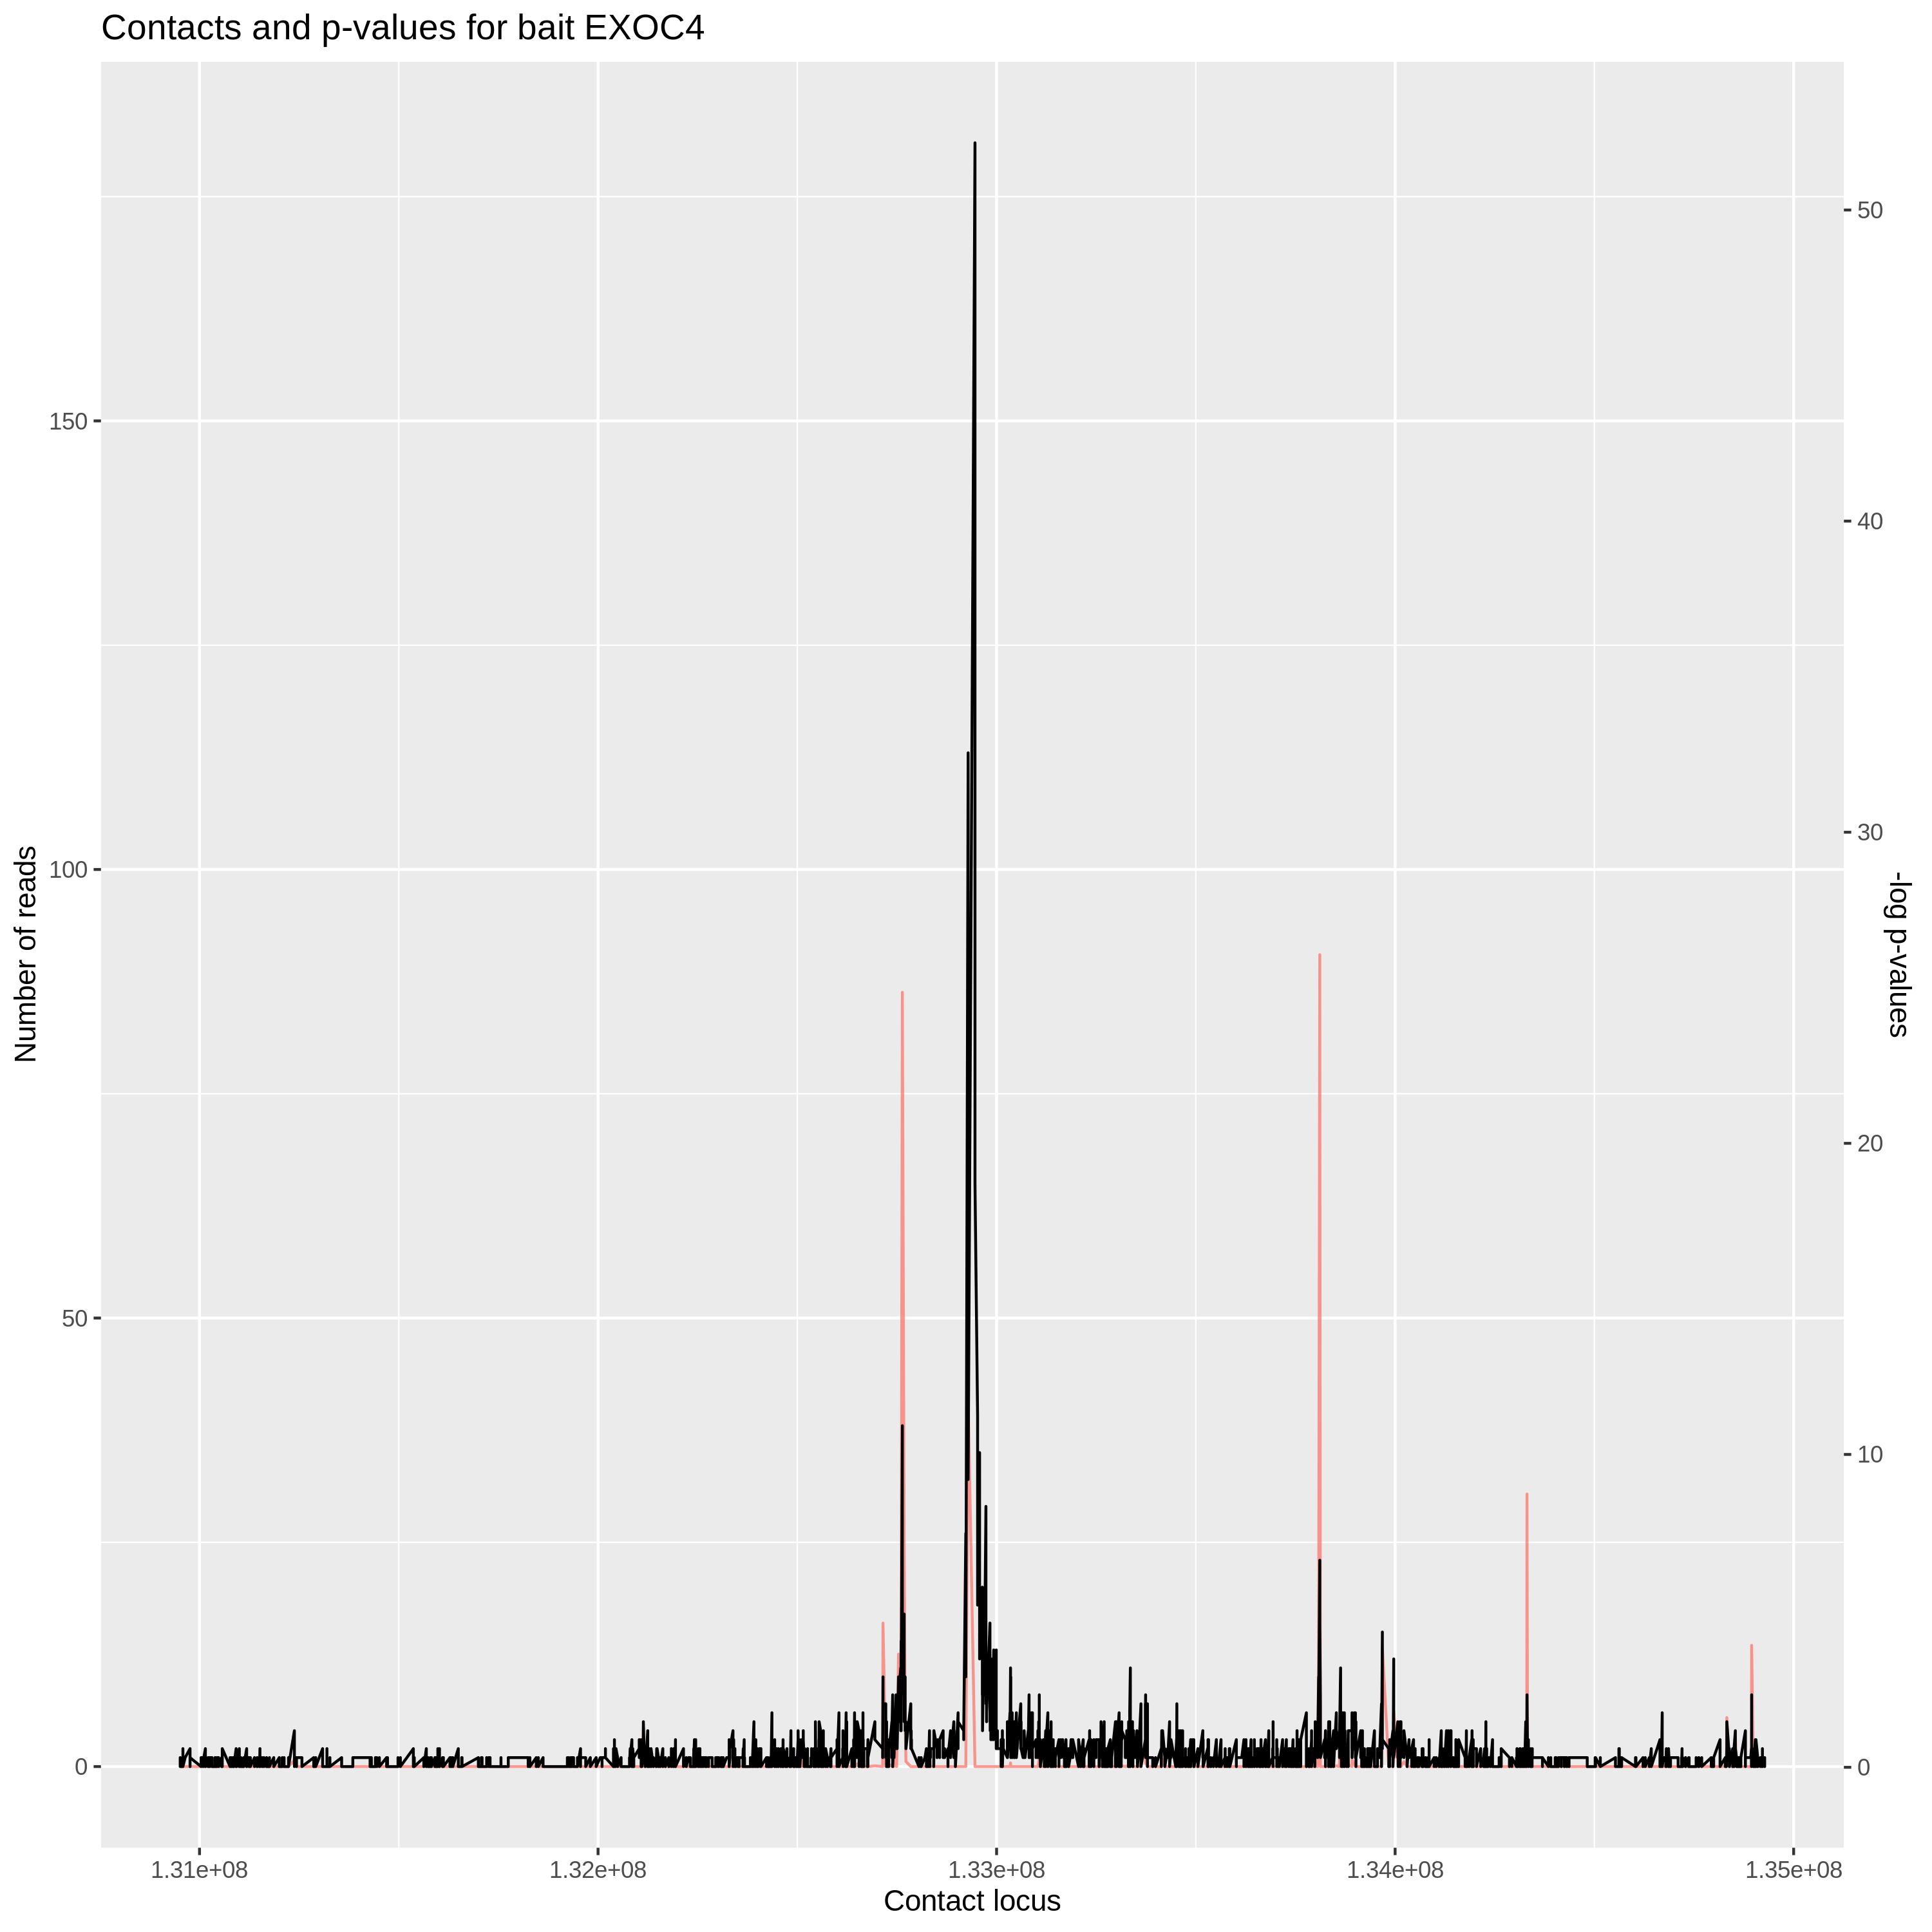 Contacts and p-values for bait EXOC4
Number of reads
150
100
50
0
50
40
30
20
10
0
-log p-values
1.31e+08
1.32e+08
1.33e+08
1.34e+08
1.35e+08
Contact locus